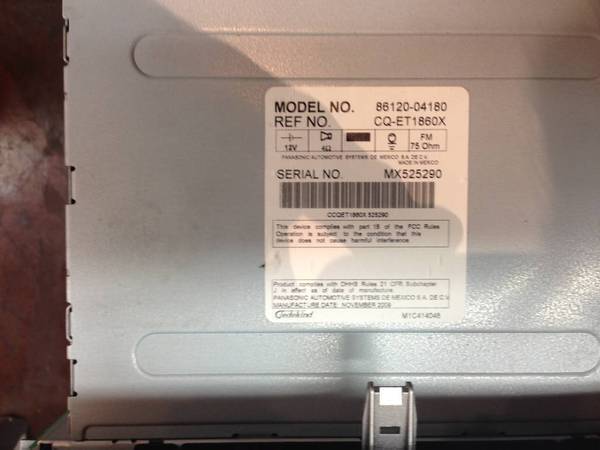 MODEL NO. 86120-04180
REF NO. CQ-ET1860X
12V 4Ω FM 75 Ohm
PANASONIC AUTOMOTIVE SYSTEMS DE MEXICO S.A. DE C.V.
MADE IN MEXICO
SERIAL NO. MX525290
CCQET1860X 525290
This device complies with part 15 of the FCC Rules
Operation is subject to the condition that this
device does not cause harmful interference
Product complies with DHHS Rules 21 CFR Subchapter
J in effect as of date of manufacture.
PANASONIC AUTOMOTIVE SYSTEMS DE MEXICO S.A. DE C.V.
MANUFACTURE DATE: NOVEMBER 2009
M1C414048